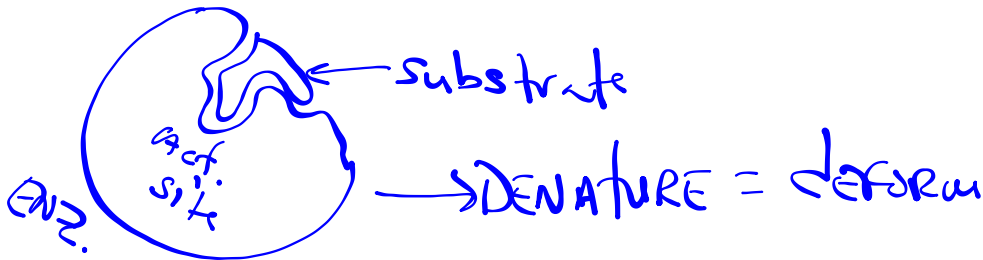 substrate
act.
site
ENZ.
DENATURE = dEFORM